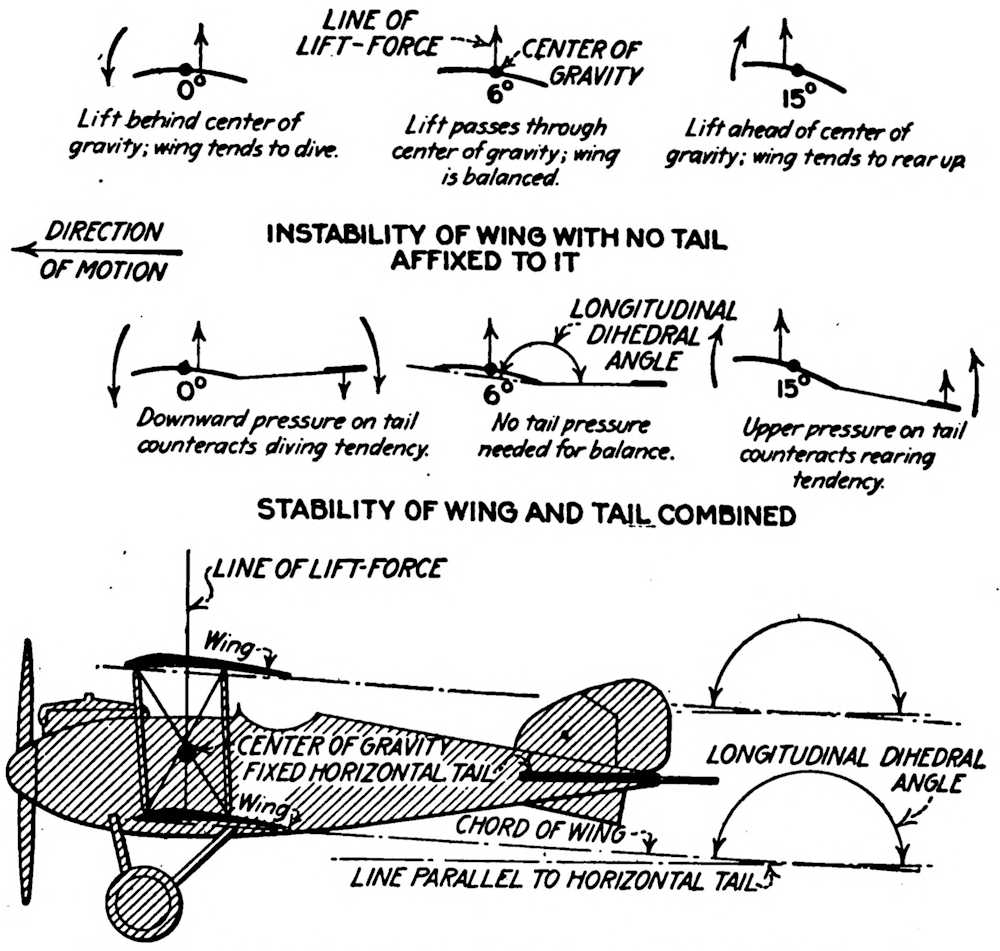 LINE OF
LIFT-FORCE
CENTER OF
GRAVITY
0°
6°
15°
Lift behind center of
gravity; wing tends to dive.
Lift passes through
center of gravity; wing
is balanced.
Lift ahead of center of
gravity; wing tends to rear up
DIRECTION
OF MOTION
INSTABILITY OF WING WITH NO TAIL
AFFIXED TO IT
LONGITUDINAL
DIHEDRAL
ANGLE
0°
6°
15°
Downward pressure on tail
counteracts diving tendency.
No tail pressure
needed for balance.
Upper pressure on tail
counteracts rearing
tendency.
STABILITY OF WING AND TAIL COMBINED
LINE OF LIFT-FORCE
Wing
CENTER OF GRAVITY
FIXED HORIZONTAL TAIL
LONGITUDINAL DIHEDRAL
ANGLE
Wing
CHORD OF WING
LINE PARALLEL TO HORIZONTAL TAIL